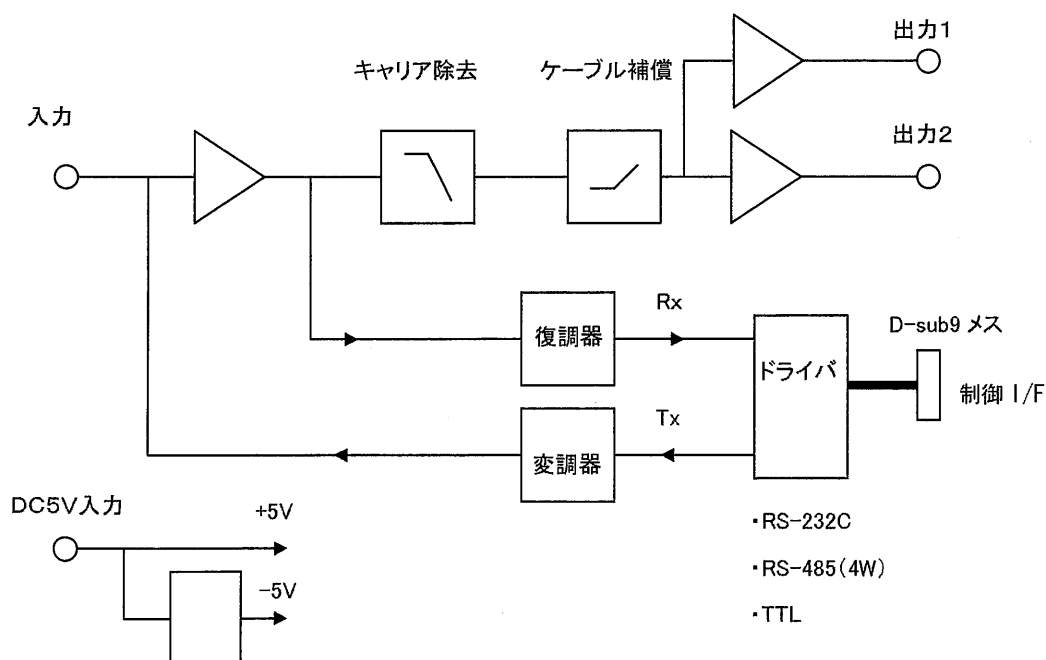 出力1
キャリア除去
ケーブル補償
入力
出力2
Rx
復調器
D-sub9 メス
ドライバ
制御 I/F
Tx
変調器
DC5V入力
+5V
-5V
・RS-232C
・RS-485(4W)
・TTL